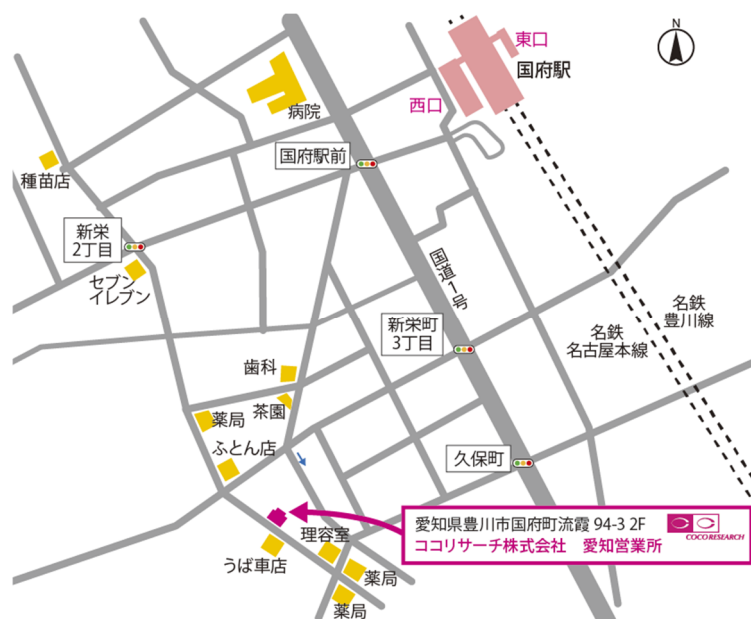 N
東口
国府駅
西口
病院
国府駅前
種苗店
新栄
2丁目
セブン
イレブン
国道1号
名鉄
豊川線
名鉄
名古屋本線
新栄町
3丁目
歯科
茶園
薬局
ふとん店
久保町
愛知県豊川市国府町流霞 94-3 2F
COCORESEARCH
ココリサーチ株式会社 愛知営業所
理容室
うば車店
薬局
薬局